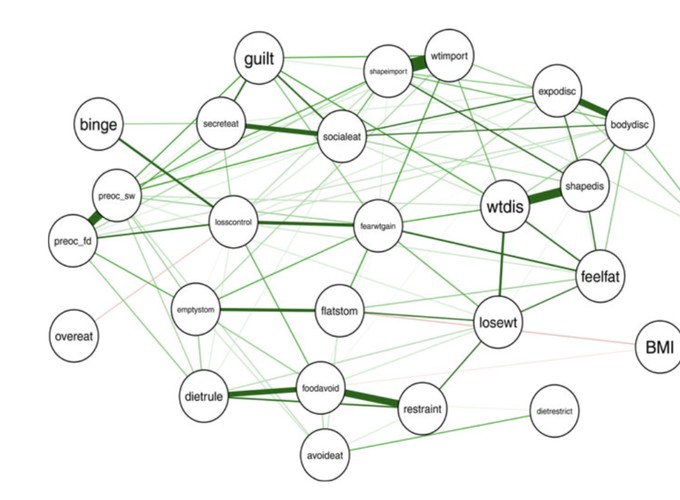 guilt
shapeimport
wtimport
expodisc
binge
secreteat
socialeat
bodydisc
preoc_sw
wtdis
shapedis
preoc_fd
losscontrol
fearwtgain
feelfat
emptystom
flatstom
losewt
overeat
BMI
dietrule
foodavoid
restraint
dietrestrict
avoideat